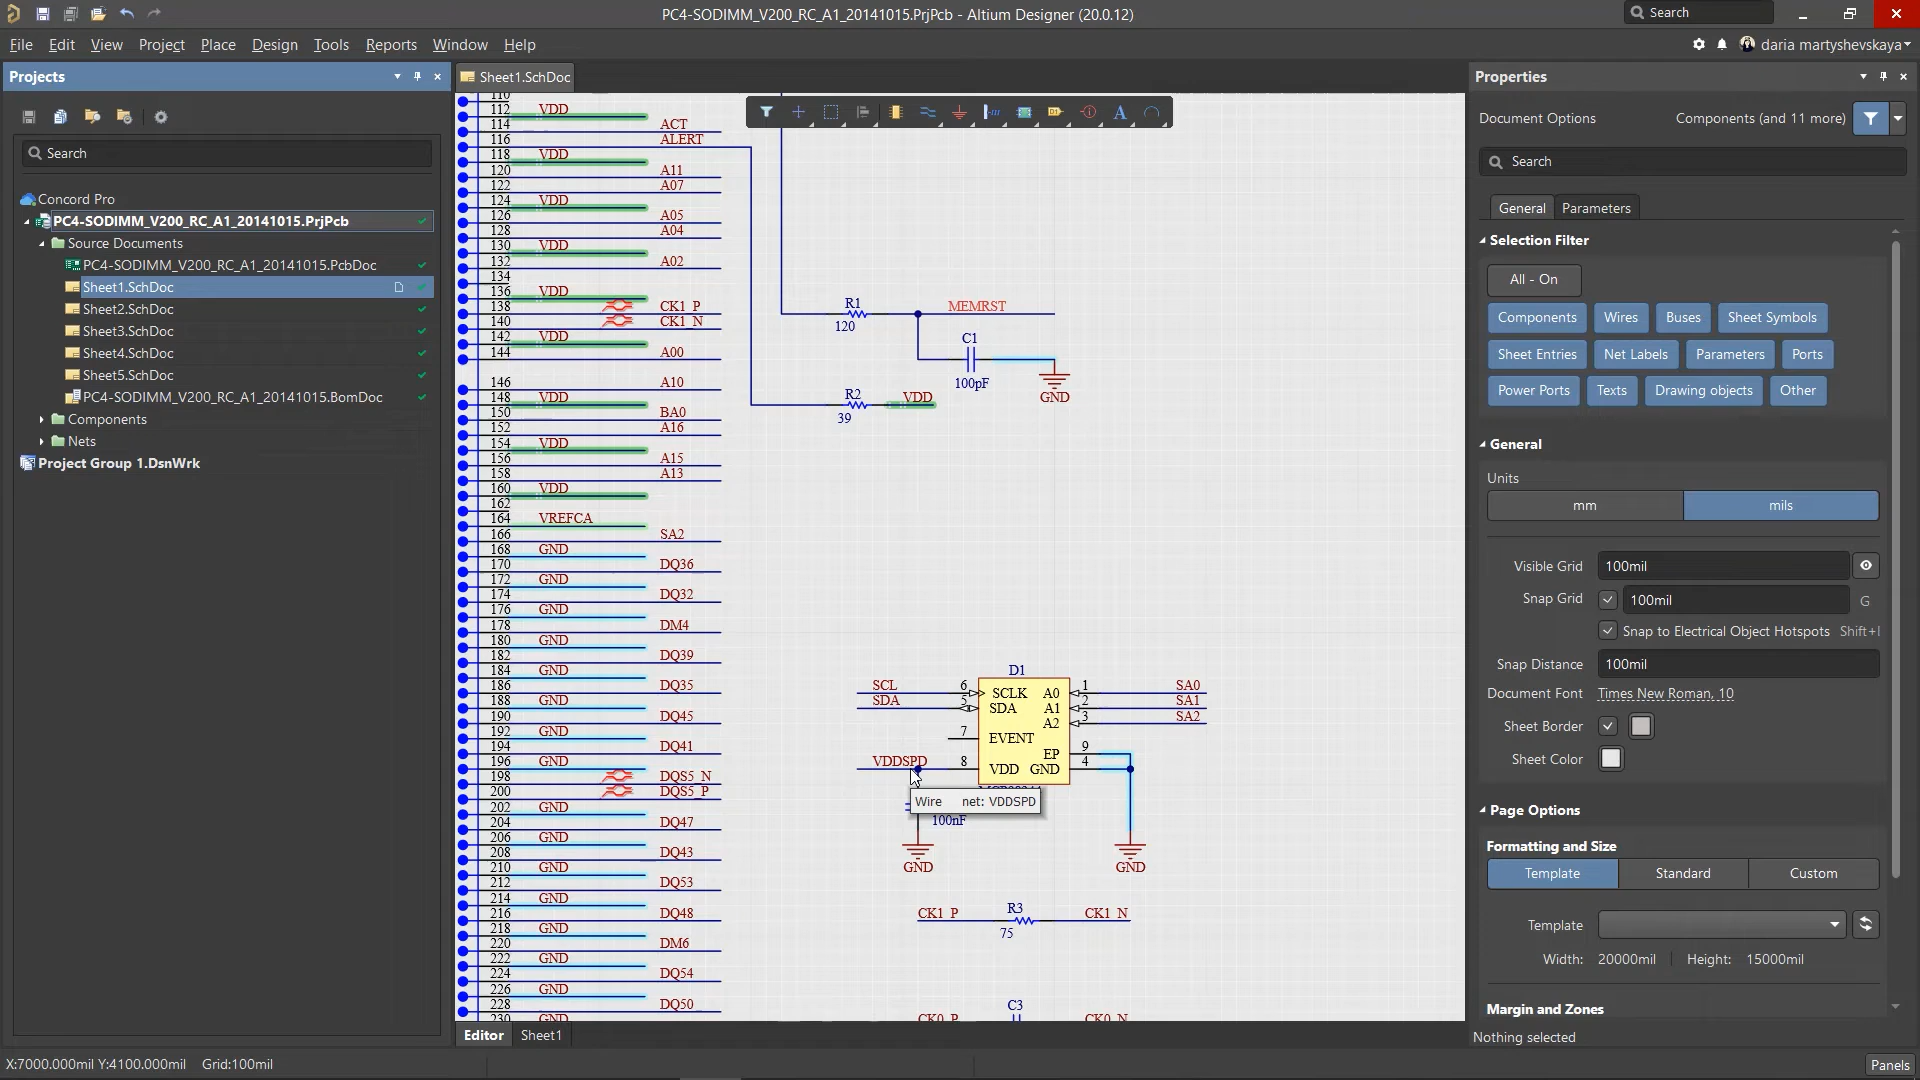 PC4-SODIMM_V200_RC_A1_20141015.PrjPcb - Altium Designer (20.0.12)
Search
File Edit View Project Place Design Tools Reports Window Help
daria martyshevskaya
Projects
Search
Concord Pro
PC4-SODIMM_V200_RC_A1_20141015.PrjPcb
Source Documents
PC4-SODIMM_V200_RC_A1_20141015.PcbDoc
Sheet1.SchDoc
Sheet2.SchDoc
Sheet3.SchDoc
Sheet4.SchDoc
Sheet5.SchDoc
PC4-SODIMM_V200_RC_A1_20141015.BomDoc
Components
Nets
Project Group 1.DsnWrk
Sheet1.SchDoc
110
112 VDD
114 ACT
116 ALERT
118 VDD
120 A11
122 A07
124 VDD
126 A05
128 A04
130 VDD
132 A02
134
136 VDD
138 CK1_P
140 CK1_N
142 VDD
144 A00
146 A10
148 VDD
150 BA0
152 A16
154 VDD
156 A15
158 A13
160 VDD
162
164 VREFCA
166 SA2
168 GND
170 DQ36
172 GND
174 DQ32
176 GND
178 DM4
180 GND
182 DQ39
184 GND
186 DQ35
188 GND
190 DQ45
192 GND
194 DQ41
196 GND
198 DQS5_N
200 DQS5_P
202 GND
204 DQ47
206 GND
208 DQ43
210 GND
212 DQ53
214 GND
216 DQ48
218 GND
220 DM6
222 GND
224 DQ54
226 GND
228 DQ50
230 GND
R1
120
MEMRST
C1
100pF
GND
R2
39
VDD
D1
SCL 6 SCLK A0 1 SA0
SDA 5 SDA A1 2 SA1
A2 3 SA2
7 EVENT
EP 9
VDDSPD 8 VDD GND 4
Wire net: VDDSPD
100nF
GND
GND
CK1_P R3 CK1_N
75
C3
CK0_P CK0_N
Editor Sheet1
Properties
Document Options Components (and 11 more)
Search
General Parameters
Selection Filter
All - On
Components Wires Buses Sheet Symbols
Sheet Entries Net Labels Parameters Ports
Power Ports Texts Drawing objects Other
General
Units
mm mils
Visible Grid 100mil
Snap Grid 100mil G
Snap to Electrical Object Hotspots Shift+
Snap Distance 100mil
Document Font Times New Roman, 10
Sheet Border
Sheet Color
Page Options
Formatting and Size
Template Standard Custom
Template
Width: 20000mil Height: 15000mil
Margin and Zones
Nothing selected
X:7000.000mil Y:4100.000mil Grid:100mil
Panels